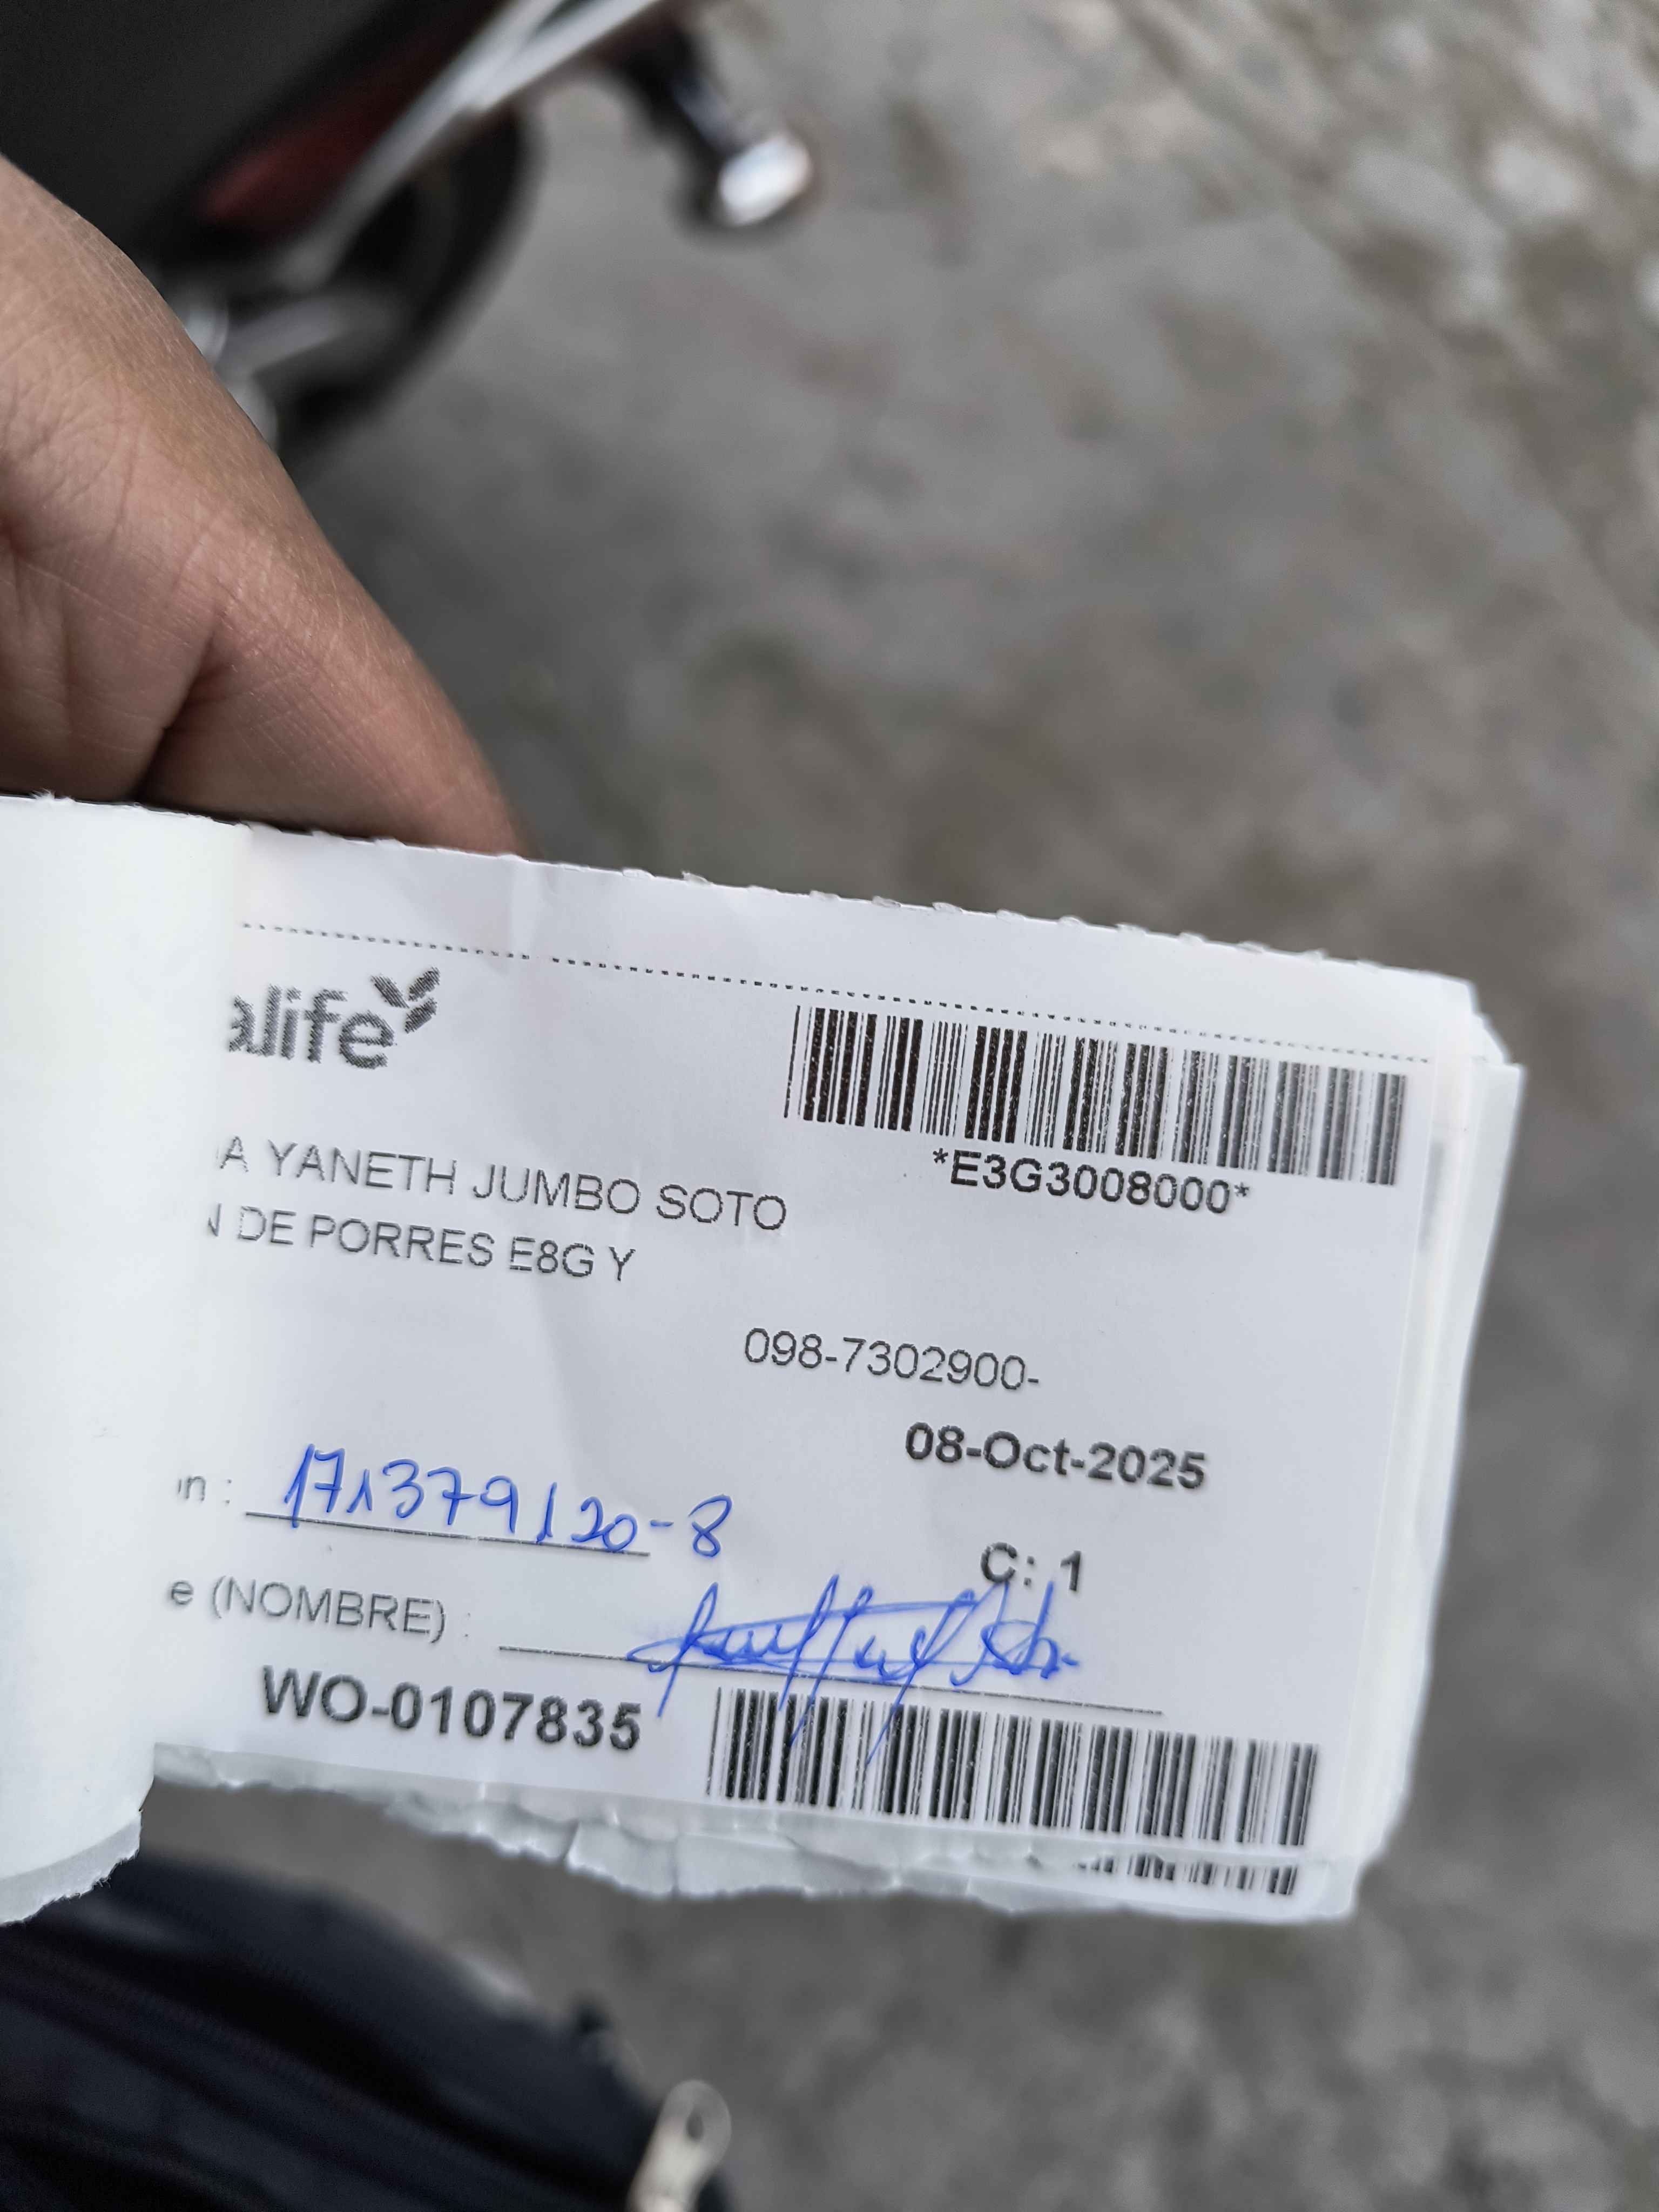 alife
*E3G3008000*
A YANETH JUMBO SOTO
N DE PORRES E8G Y
098-7302900-
08-Oct-2025
in : 171379120-8
C: 1
e (NOMBRE) :
WO-0107835